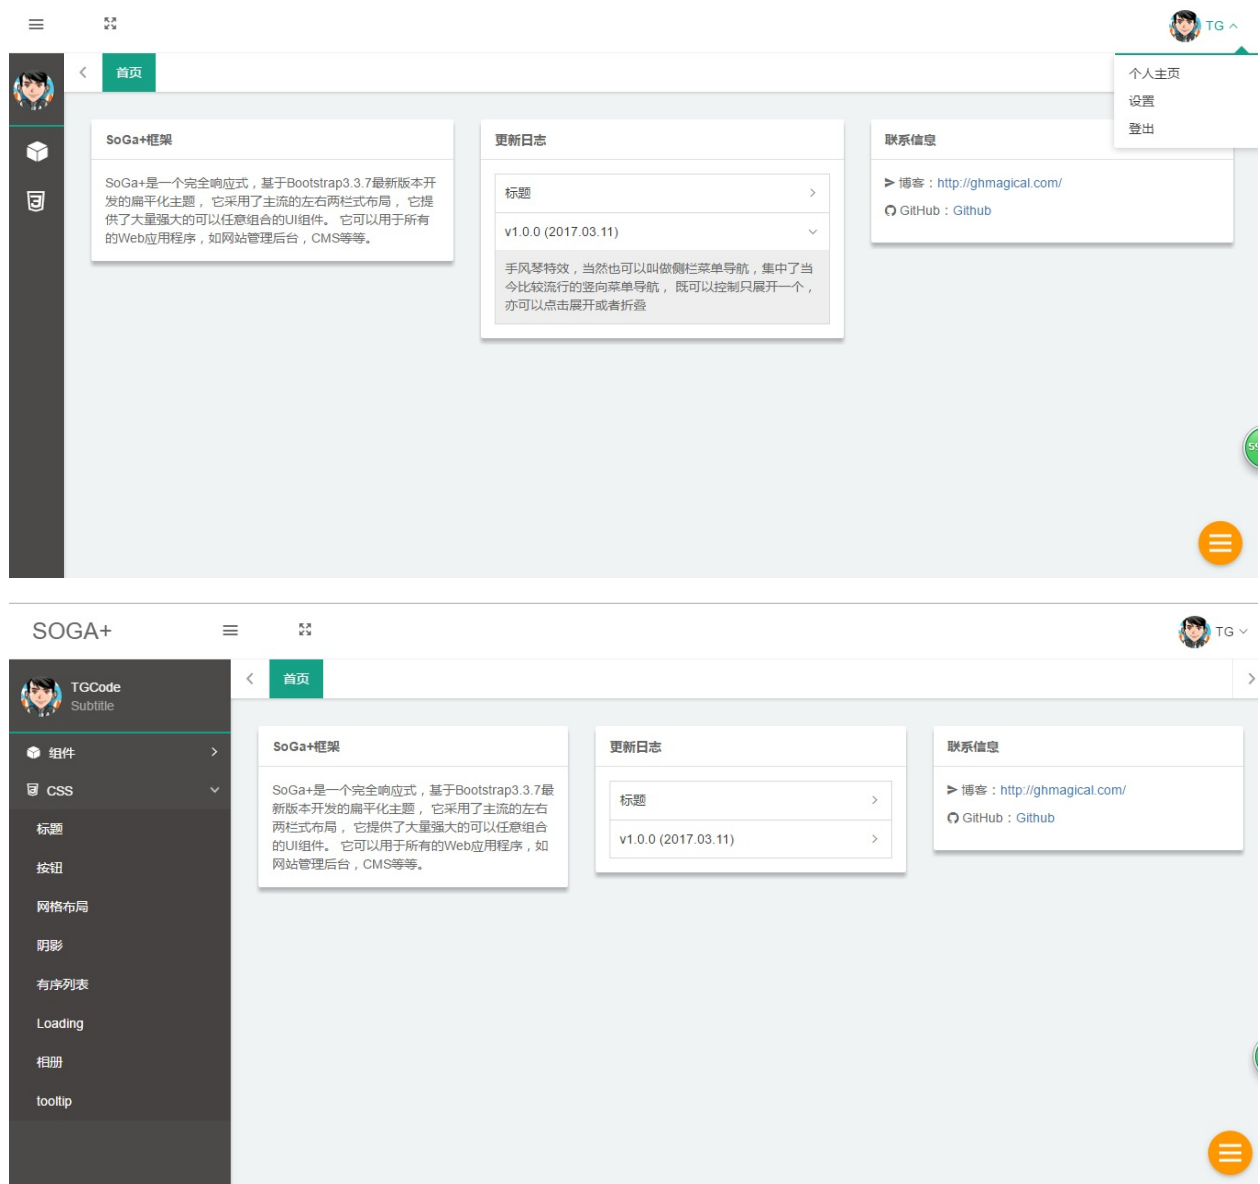 TG
首页
个人主页
设置
登出
SoGa+框架
SoGa+是一个完全响应式，基于Bootstrap3.3.7最新版本开
发的扁平化主题， 它采用了主流的左右两栏式布局， 它提
供了大量强大的可以任意组合的UI组件。 它可以用于所有
的Web应用程序，如网站管理后台，CMS等等。
更新日志
标题
v1.0.0 (2017.03.11)
手风琴特效，当然也可以叫做侧栏菜单导航，集中了当
今比较流行的竖向菜单导航， 既可以控制只展开一个，
亦可以点击展开或者折叠
联系信息
博客：http://ghmagical.com/
GitHub：Github
SOGA+
TG
TGCode
Subtitle
首页
组件
CSS
标题
按钮
网格布局
阴影
有序列表
Loading
相册
tooltip
SoGa+框架
SoGa+是一个完全响应式，基于Bootstrap3.3.7最
新版本开发的扁平化主题， 它采用了主流的左右
两栏式布局， 它提供了大量强大的可以任意组合
的UI组件。 它可以用于所有的Web应用程序，如
网站管理后台，CMS等等。
更新日志
标题
v1.0.0 (2017.03.11)
联系信息
博客：http://ghmagical.com/
GitHub：Github